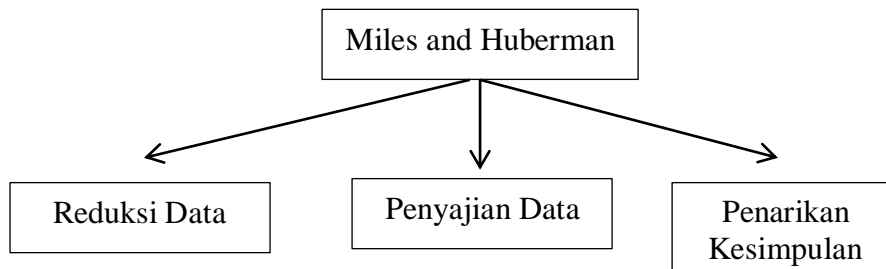 Miles and Huberman
Reduksi Data
Penyajian Data
Penarikan
Kesimpulan